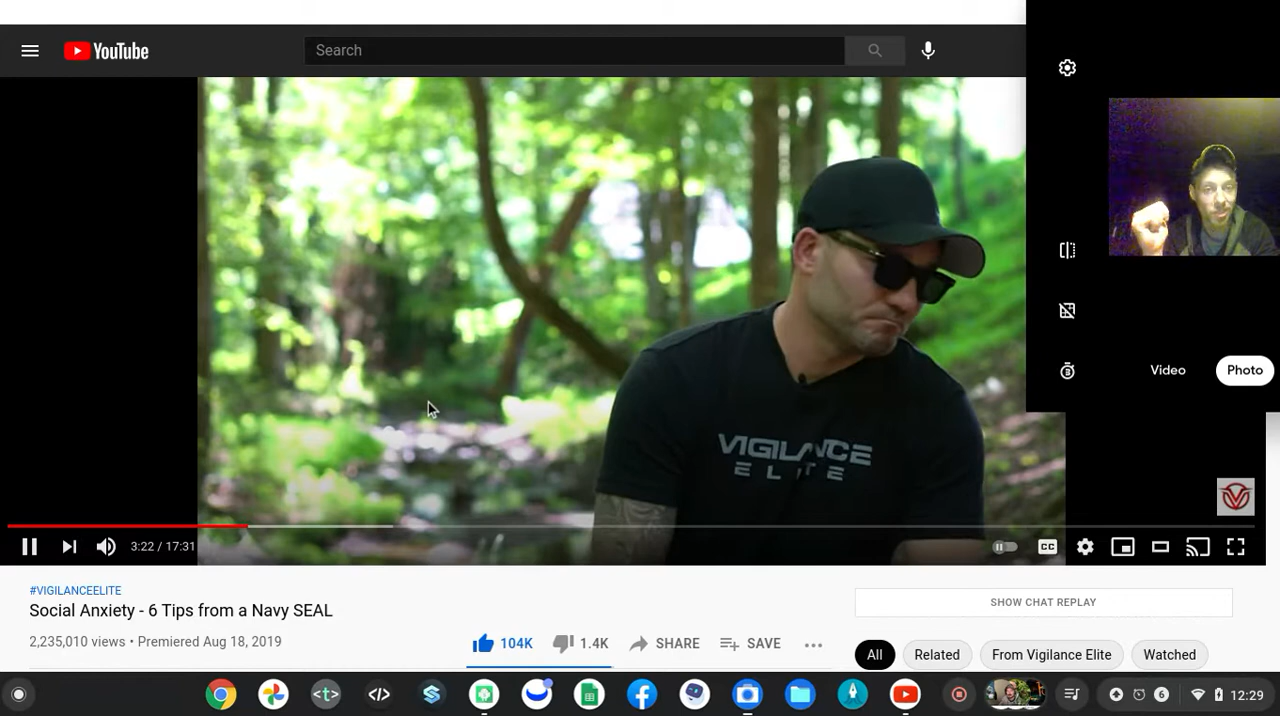 YouTube
Search
VIGILANCE
ELITE
Video
Photo
3:22 / 17:31
CC
#VIGILANCEELITE
Social Anxiety - 6 Tips from a Navy SEAL
2,235,010 views • Premiered Aug 18, 2019
104K
1.4K
SHARE
SAVE
SHOW CHAT REPLAY
All
Related
From Vigilance Elite
Watched
<t>
6
12:29